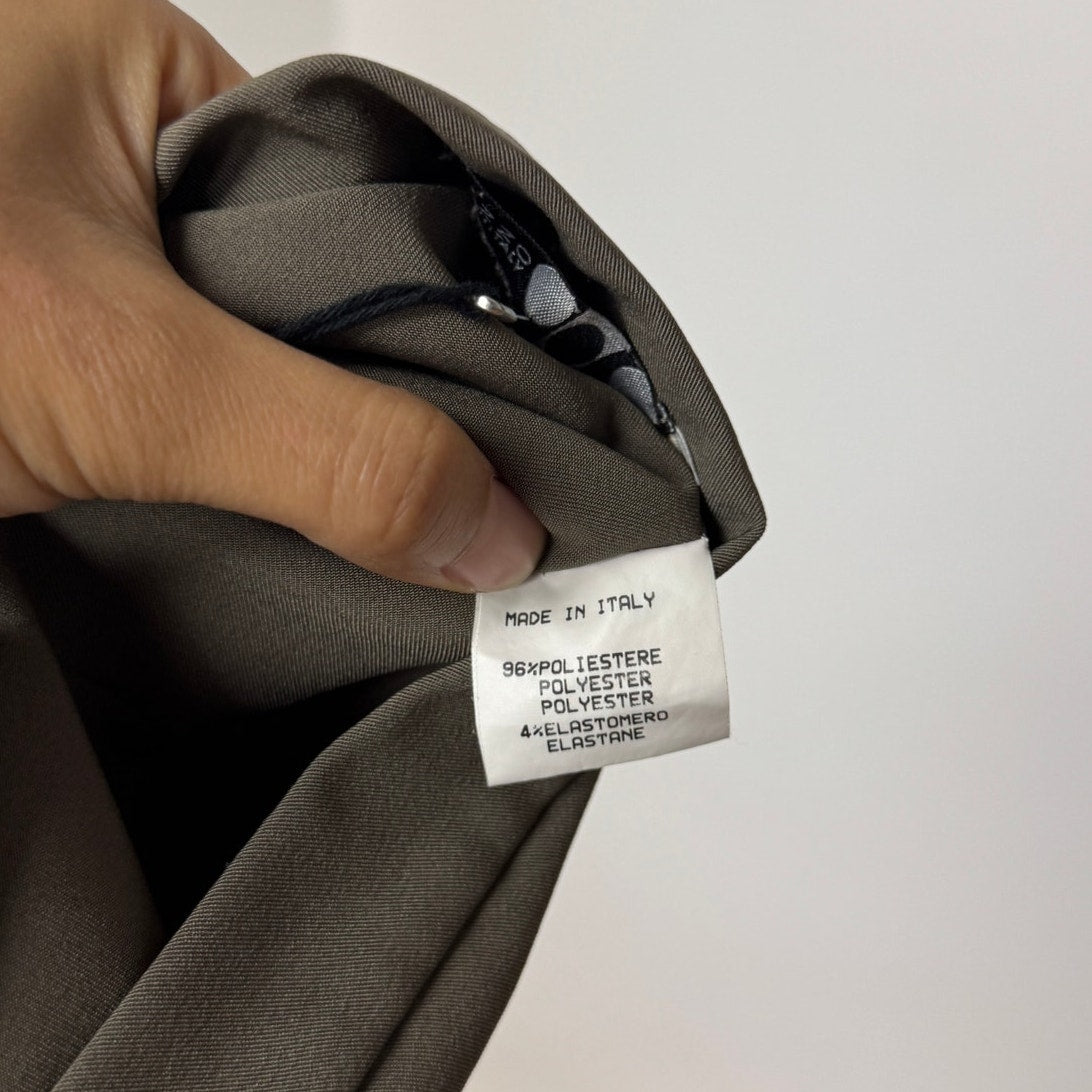 MADE IN ITALY
96%POLIESTERE
POLYESTER
POLYESTER
4%ELASTOMERO
ELASTANE